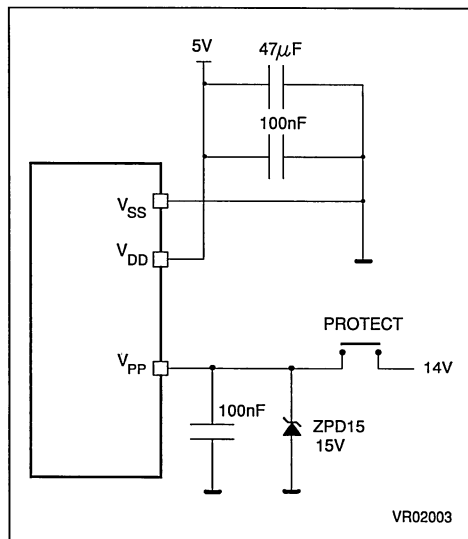 5V
47μF
100nF
VSS
VDD
PROTECT
VPP
14V
100nF
ZPD15
15V
VR02003